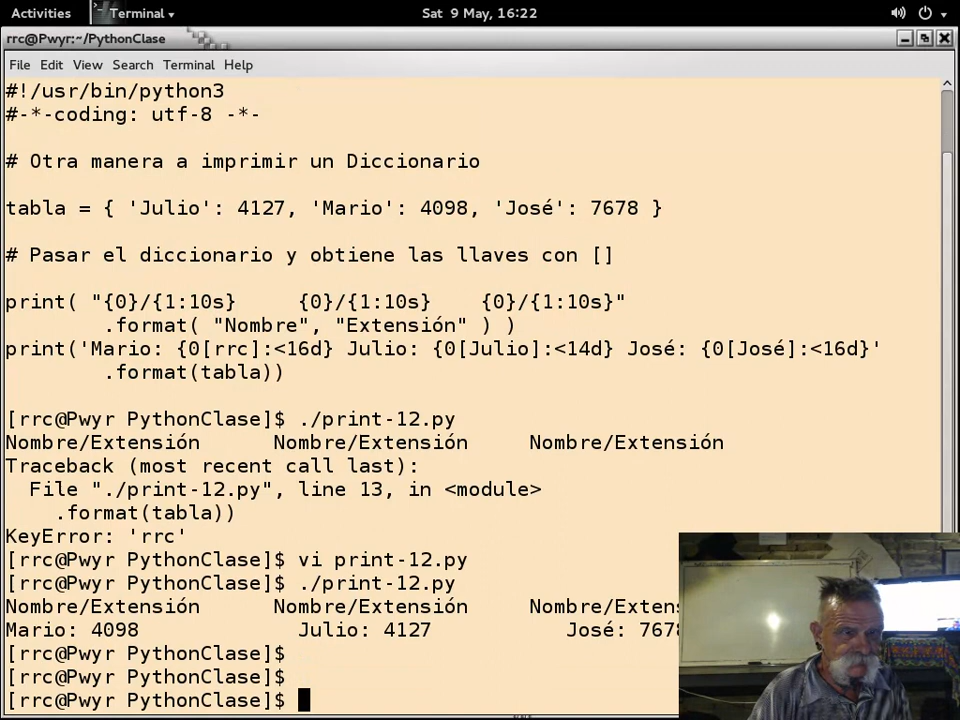 Activities Terminal Sat 9 May, 16:22
rrc@Pwyr:~/PythonClase
File Edit View Search Terminal Help
#!/usr/bin/python3
#-*-coding: utf-8 -*-
# Otra manera a imprimir un Diccionario
tabla = { 'Julio': 4127, 'Mario': 4098, 'José': 7678 }
# Pasar el diccionario y obtiene las llaves con []
print( "{0}/{1:10s}     {0}/{1:10s}    {0}/{1:10s}"
        .format( "Nombre", "Extensión" ) )
print('Mario: {0[rrc]:<16d} Julio: {0[Julio]:<14d} José: {0[José]:<16d}'
        .format(tabla))
[rrc@Pwyr PythonClase]$ ./print-12.py
Nombre/Extensión      Nombre/Extensión     Nombre/Extensión
Traceback (most recent call last):
  File "./print-12.py", line 13, in <module>
    .format(tabla))
KeyError: 'rrc'
[rrc@Pwyr PythonClase]$ vi print-12.py
[rrc@Pwyr PythonClase]$ ./print-12.py
Nombre/Extensión      Nombre/Extensión     Nombre/Extens
Mario: 4098             Julio: 4127           José: 767
[rrc@Pwyr PythonClase]$
[rrc@Pwyr PythonClase]$
[rrc@Pwyr PythonClase]$